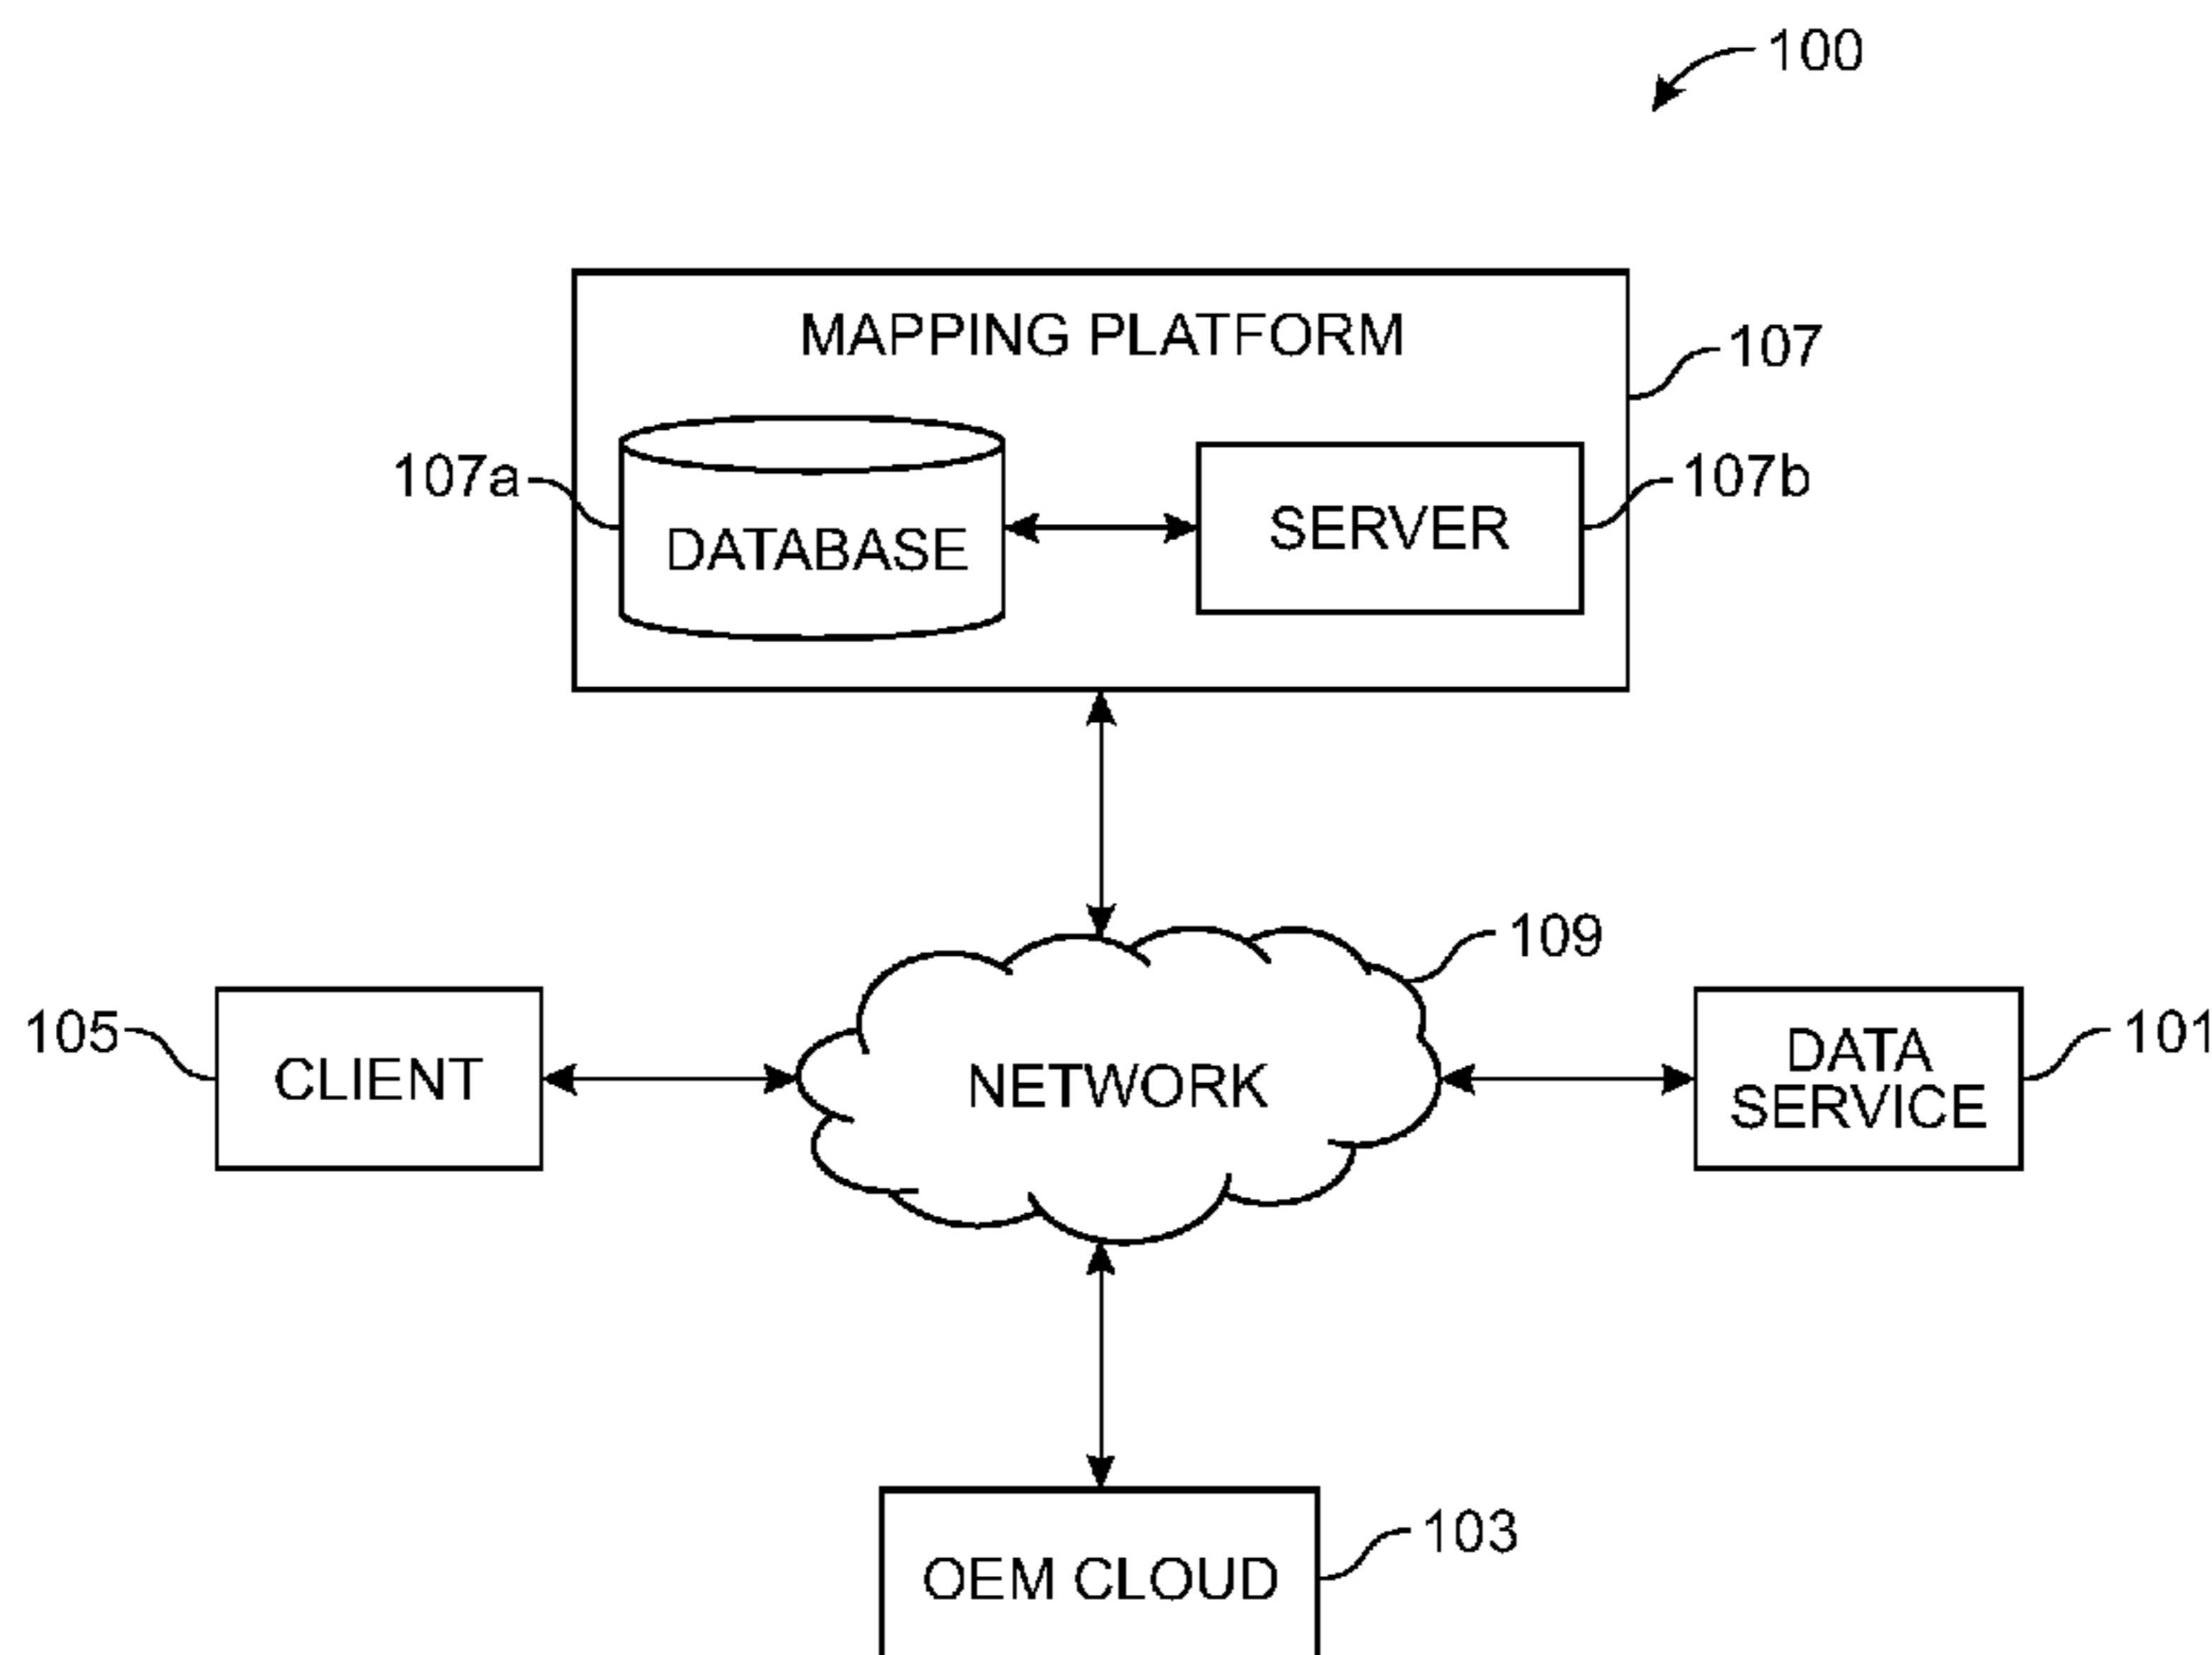 100
MAPPING PLATFORM
107
107a
DATABASE
SERVER
107b
109
105
CLIENT
NETWORK
DATA
SERVICE
101
103
OEM CLOUD